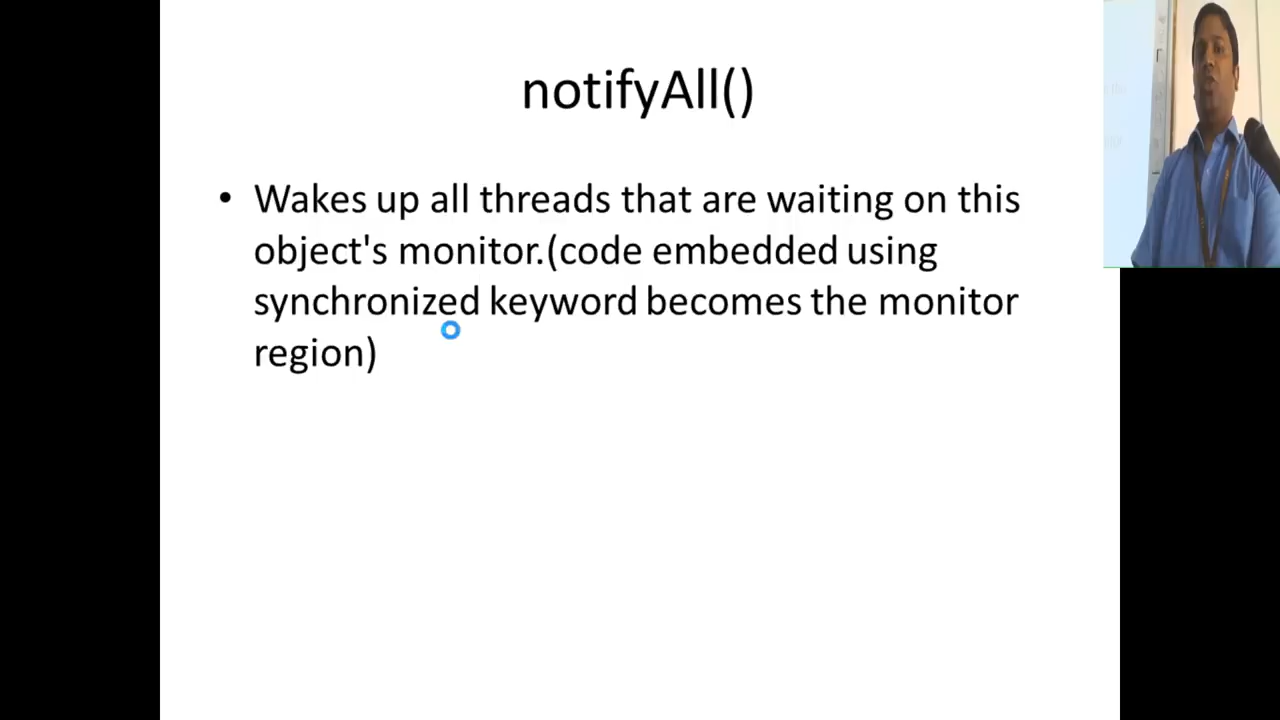 notifyAll()
• Wakes up all threads that are waiting on this
object's monitor.(code embedded using
synchronized keyword becomes the monitor
region)